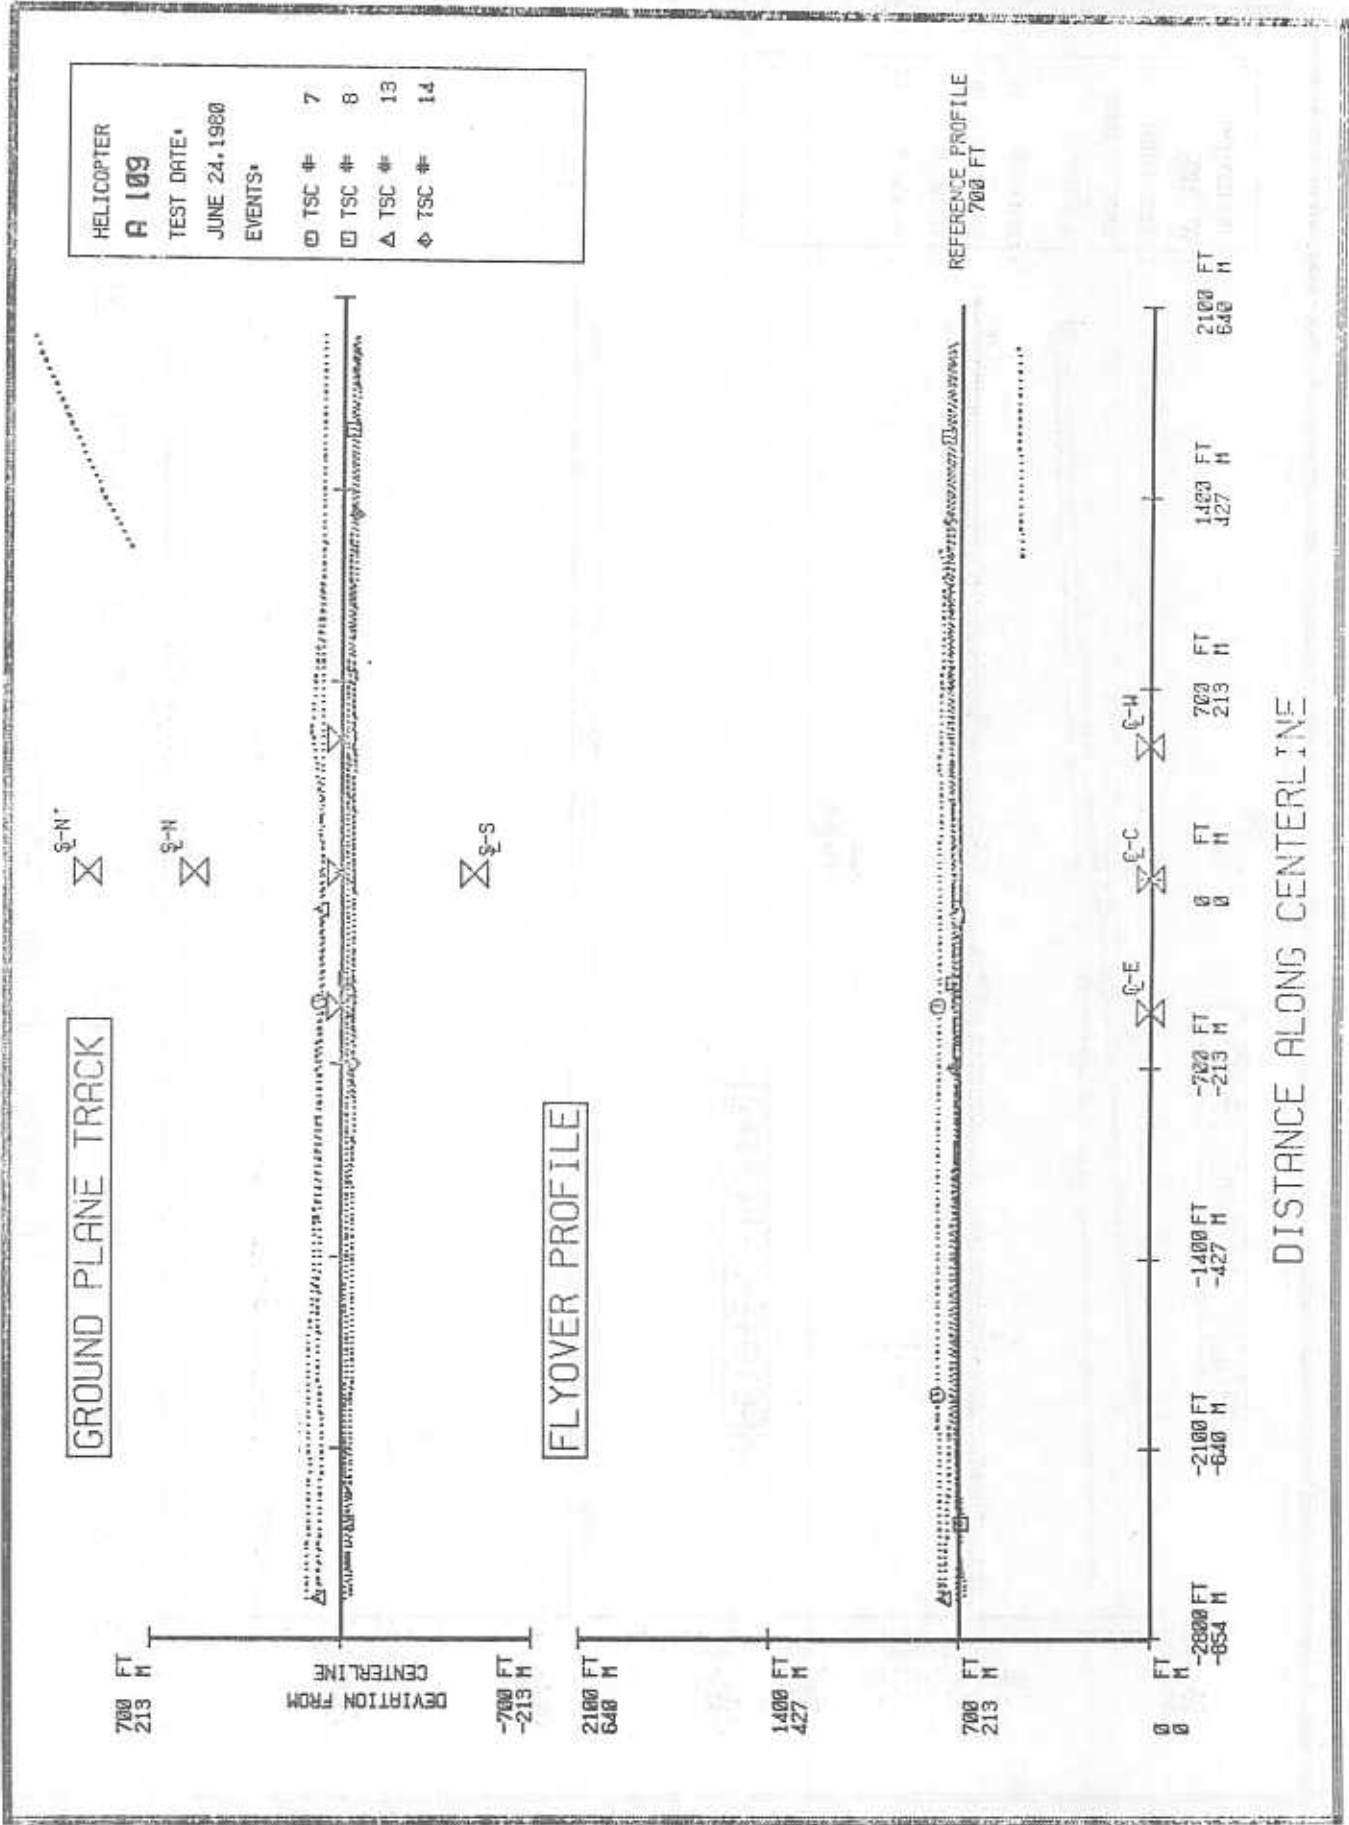 HELICOPTER
A 109
TEST DATE:
JUNE 24,1980
EVENTS:
TSC # 7
TSC # 8
TSC # 13
TSC # 14
GROUND PLANE TRACK
℄-N'
℄-N
℄-S
700 FT
213 M
DEVIATION FROM
CENTERLINE
-700 FT
-213 M
FLYOVER PROFILE
2100 FT
640 M
1400 FT
427 M
700 FT
213 M
0 FT
0 M
REFERENCE PROFILE
700 FT
℄-E
℄-C
℄-W
-2800 FT
-854 M
-2100 FT
-640 M
-1400 FT
-427 M
-700 FT
-213 M
0 FT
0 M
700 FT
213 M
1400 FT
427 M
2100 FT
640 M
DISTANCE ALONG CENTERLINE